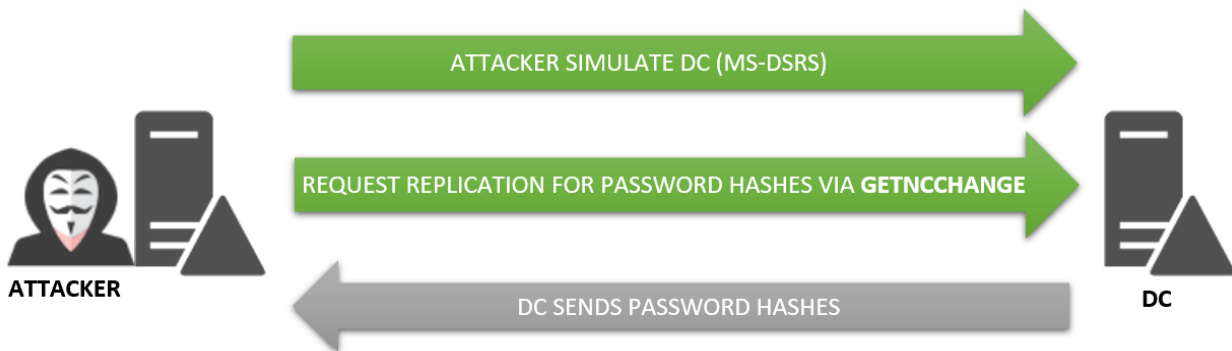 ATTACKER SIMULATE DC (MS-DSRS)
REQUEST REPLICATION FOR PASSWORD HASHES VIA GETNCCHANGE
DC SENDS PASSWORD HASHES
ATTACKER
DC